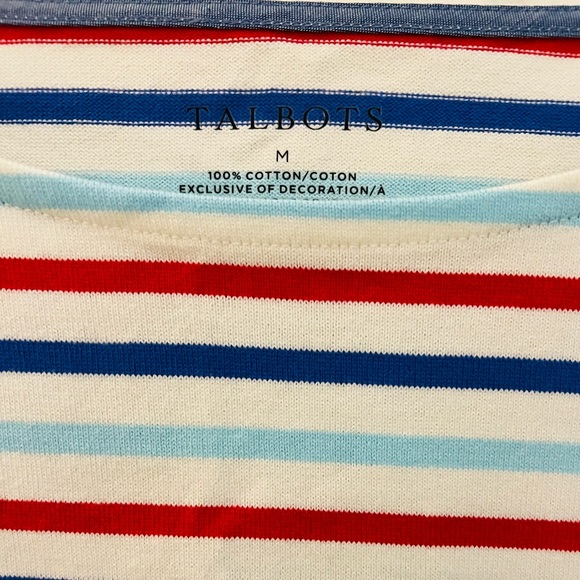 TALBOTS
M
100% COTTON/COTON
EXCLUSIVE OF DECORATION/À